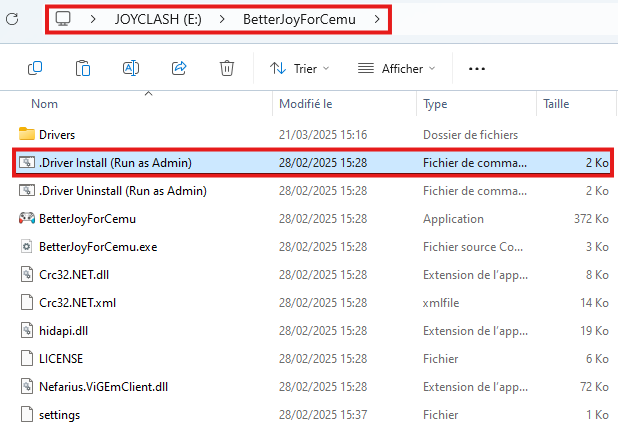 JOYCLASH (E:) BetterJoyForCemu
Trier Afficher
Nom Modifié le Type Taille
Drivers 21/03/2025 15:16 Dossier de fichiers
.Driver Install (Run as Admin) 28/02/2025 15:28 Fichier de comma... 2 Ko
.Driver Uninstall (Run as Admin) 28/02/2025 15:28 Fichier de comma... 2 Ko
BetterJoyForCemu 28/02/2025 15:28 Application 372 Ko
BetterJoyForCemu.exe 28/02/2025 15:28 Fichier source Co... 3 Ko
Crc32.NET.dll 28/02/2025 15:28 Extension de l'app... 8 Ko
Crc32.NET.xml 28/02/2025 15:28 xmlfile 14 Ko
hidapi.dll 28/02/2025 15:28 Extension de l'app... 19 Ko
LICENSE 28/02/2025 15:28 Fichier 6 Ko
Nefarius.ViGEmClient.dll 28/02/2025 15:28 Extension de l'app... 72 Ko
settings 28/02/2025 15:37 Fichier 1 Ko